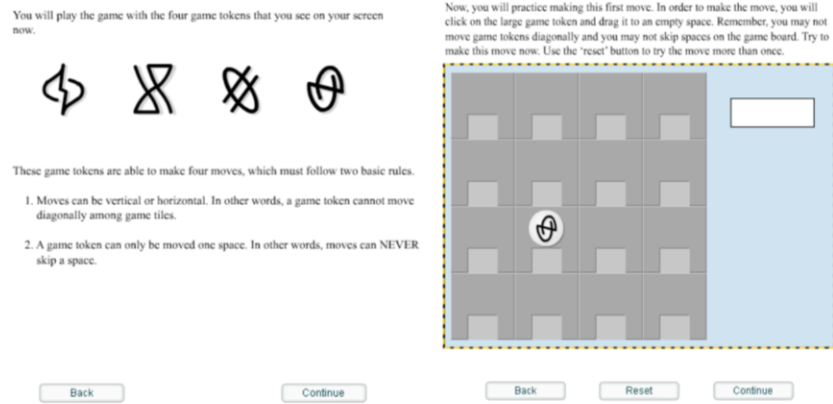 You will play the game with the four game tokens that you see on your screen
now.
These game tokens are able to make four moves, which must follow two basic rules.
1. Moves can be vertical or horizontal. In other words, a game token cannot move
diagonally among game tiles.
2. A game token can only be moved one space. In other words, moves can NEVER
skip a space.
Back
Continue
Now, you will practice making this first move. In order to make the move, you will
click on the large game token and drag it to an empty space. Remember, you may not
move game tokens diagonally and you may not skip spaces on the game board. Try to
make this move now. Use the 'reset' button to try the move more than once.
Back
Reset
Continue